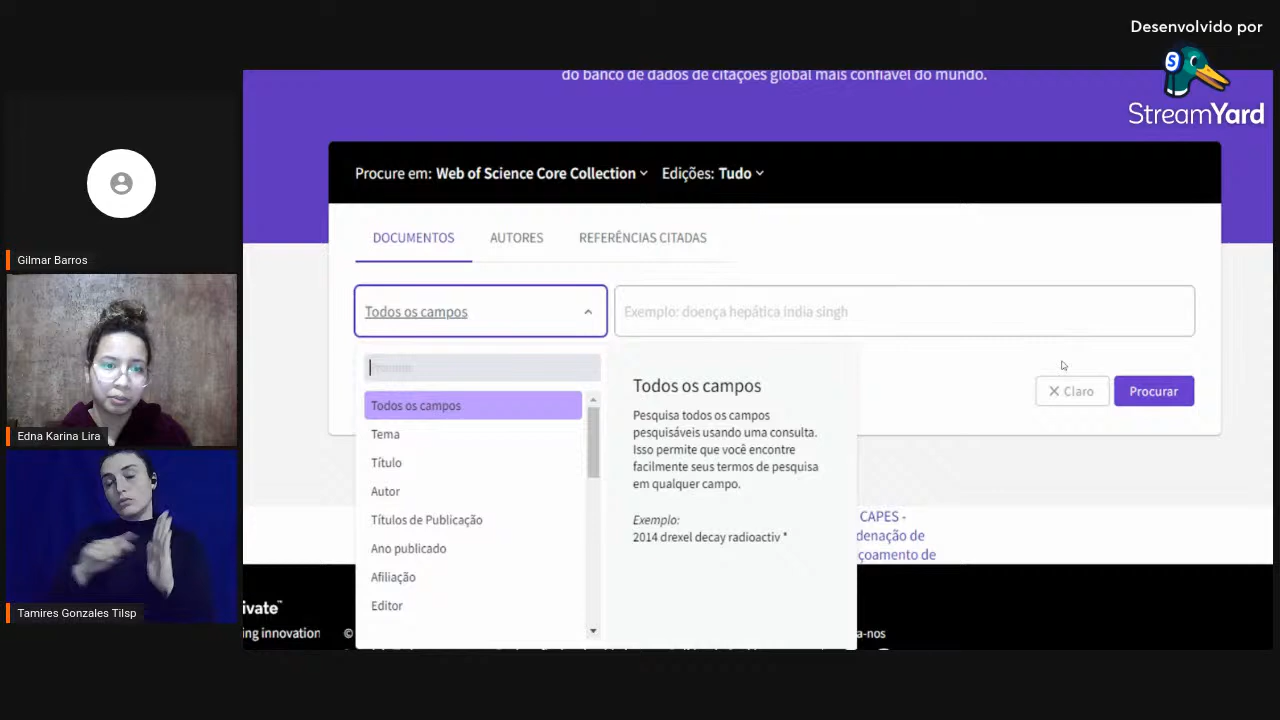 Desenvolvido por
StreamYard
do banco de dados de citações global mais confiável do mundo.
Procure em: Web of Science Core Collection Edições: Tudo
DOCUMENTOS AUTORES REFERÊNCIAS CITADAS
Todos os campos
Exemplo: doença hepática índia singh
Todos os campos
Tema
Título
Autor
Títulos de Publicação
Ano publicado
Afiliação
Editor
Todos os campos
Pesquisa todos os campos
pesquisáveis usando uma consulta.
Isso permite que você encontre
facilmente seus termos de pesquisa
em qualquer campo.
Exemplo:
2014 drexel decay radioactiv *
Claro Procurar
CAPES -
denação de
çoamento de
ivate™
ing innovation ©
a-nos
Gilmar Barros
Edna Karina Lira
Tamires Gonzales Tilsp